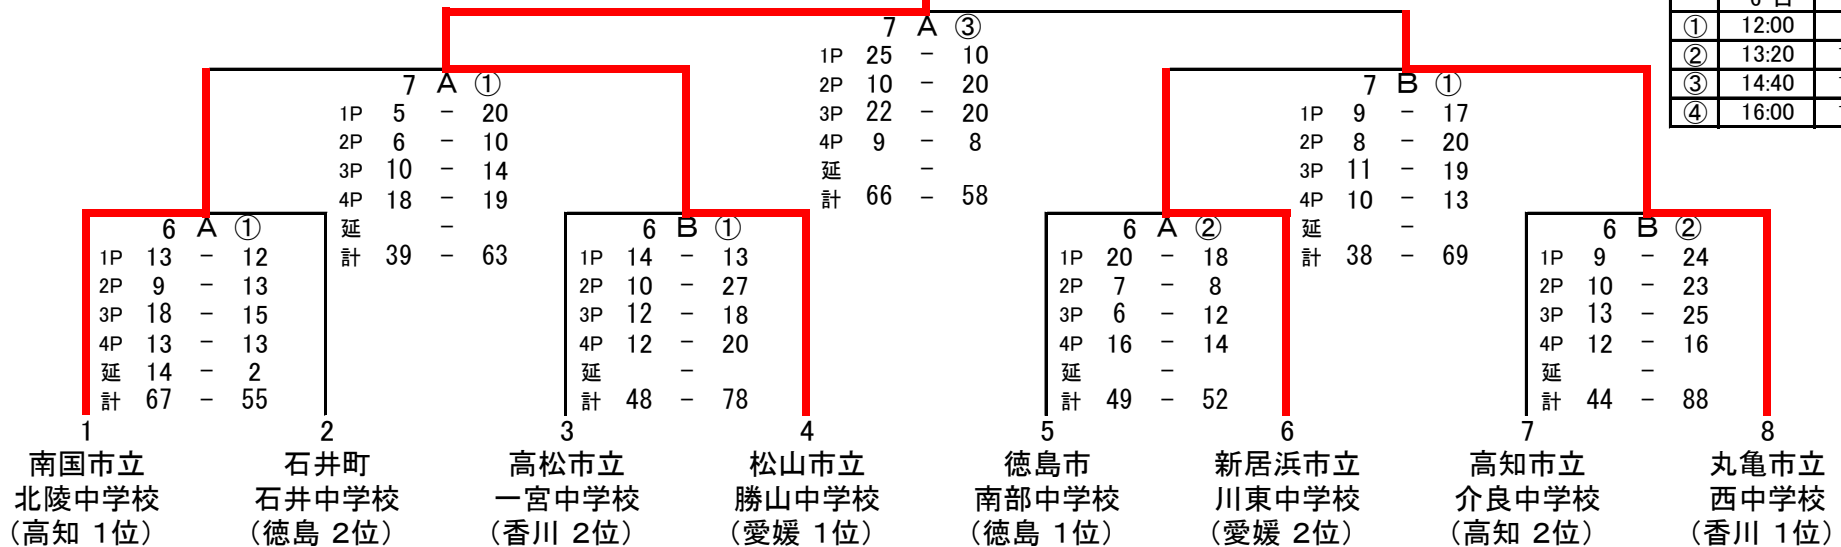 6 日
① 12:00
② 13:20
③ 14:40
④ 16:00
7 A ③
1P 25 - 10
2P 10 - 20
3P 22 - 20
4P 9 - 8
延 -
計 66 - 58
7 A ①
1P 5 - 20
2P 6 - 10
3P 10 - 14
4P 18 - 19
延 -
計 39 - 63
7 B ①
1P 9 - 17
2P 8 - 20
3P 11 - 19
4P 10 - 13
延 -
計 38 - 69
6 A ①
1P 13 - 12
2P 9 - 13
3P 18 - 15
4P 13 - 13
延 14 - 2
計 67 - 55
6 B ①
1P 14 - 13
2P 10 - 27
3P 12 - 18
4P 12 - 20
延 -
計 48 - 78
6 A ②
1P 20 - 18
2P 7 - 8
3P 6 - 12
4P 16 - 14
延 -
計 49 - 52
6 B ②
1P 9 - 24
2P 10 - 23
3P 13 - 25
4P 12 - 16
延 -
計 44 - 88
1
南国市立
北陵中学校
（高知 1位）
2
石井町
石井中学校
（徳島 2位）
3
高松市立
一宮中学校
（香川 2位）
4
松山市立
勝山中学校
（愛媛 1位）
5
徳島市
南部中学校
（徳島 1位）
6
新居浜市立
川東中学校
（愛媛 2位）
7
高知市立
介良中学校
（高知 2位）
8
丸亀市立
西中学校
（香川 1位）